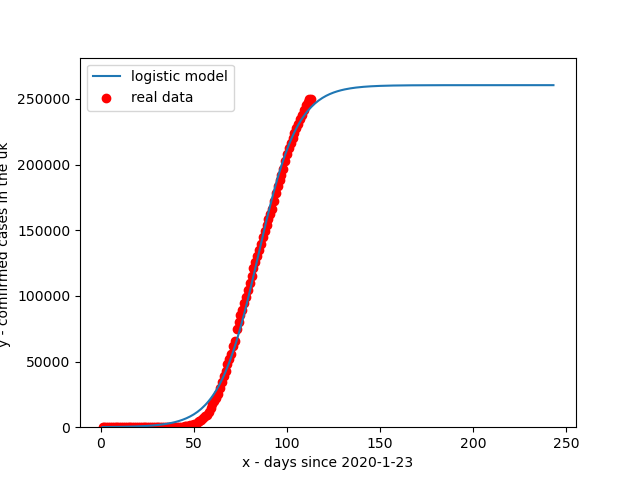 logistic model
real data
250000
200000
150000
100000
50000
0
0 50 100 150 200 250
x - days since 2020-1-23
y - comfirmed cases in the uk